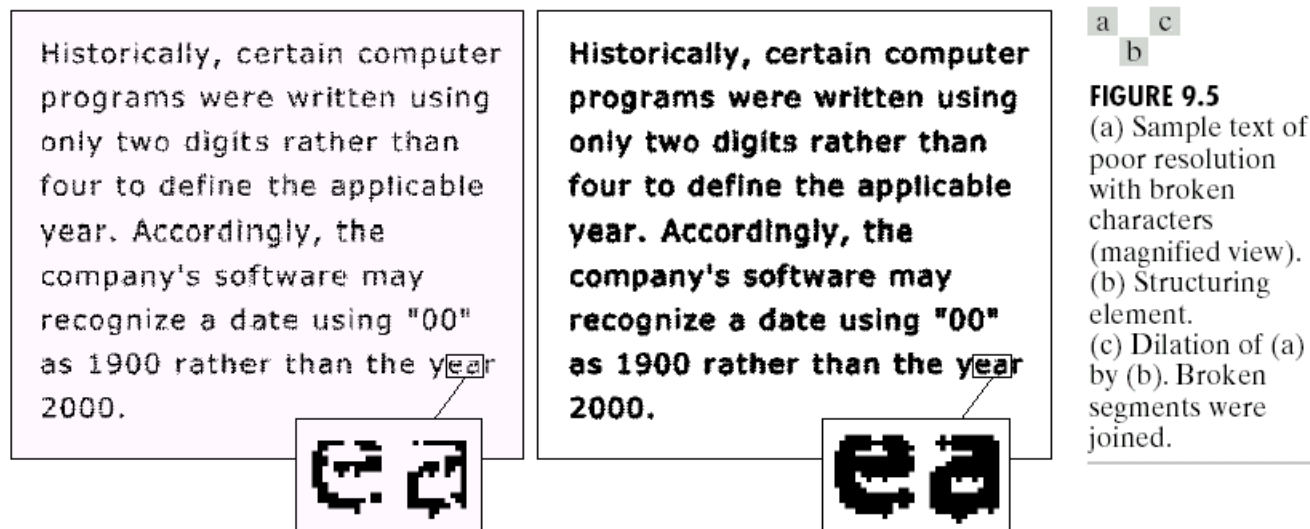 Historically, certain computer
programs were written using
only two digits rather than
four to define the applicable
year. Accordingly, the
company's software may
recognize a date using "00"
as 1900 rather than the year
2000.
e a
Historically, certain computer
programs were written using
only two digits rather than
four to define the applicable
year. Accordingly, the
company's software may
recognize a date using "00"
as 1900 rather than the year
2000.
e a
a c
b
FIGURE 9.5
(a) Sample text of
poor resolution
with broken
characters
(magnified view).
(b) Structuring
element.
(c) Dilation of (a)
by (b). Broken
segments were
joined.